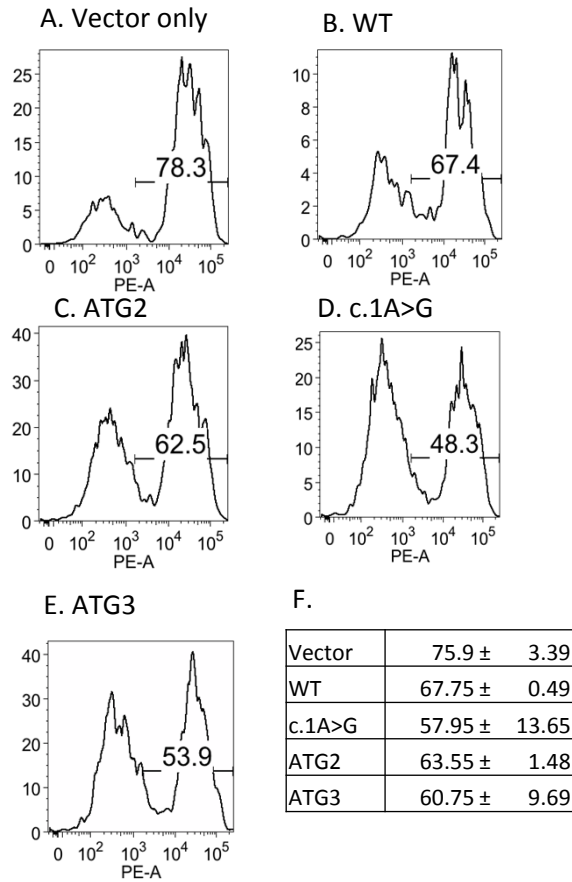 A. Vector only
25
20
15
10
5
0
78.3
0 10² 10³ 10⁴ 10⁵
PE-A
B. WT
10
8
6
4
2
0
67.4
0 10² 10³ 10⁴ 10⁵
PE-A
C. ATG2
40
30
20
10
0
62.5
0 10² 10³ 10⁴ 10⁵
PE-A
D. c.1A>G
25
20
15
10
5
0
48.3
0 10² 10³ 10⁴ 10⁵
PE-A
E. ATG3
40
30
20
10
0
53.9
0 10² 10³ 10⁴ 10⁵
PE-A
F.
Vector 75.9 ± 3.39
WT 67.75 ± 0.49
c.1A>G 57.95 ± 13.65
ATG2 63.55 ± 1.48
ATG3 60.75 ± 9.69